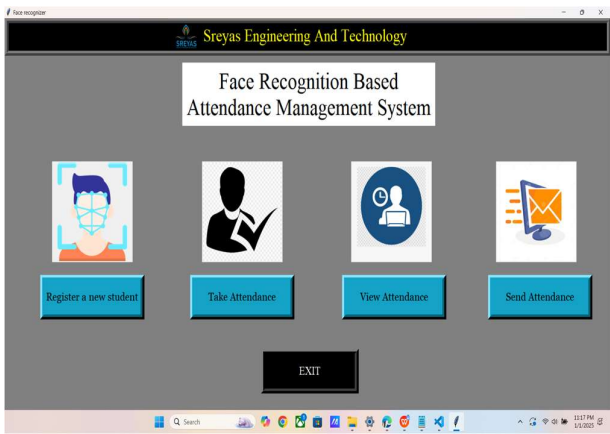 Face recognizer
SREYAS
Sreyas Engineering And Technology
Face Recognition Based
Attendance Management System
Register a new student
Take Attendance
View Attendance
Send Attendance
EXIT
Search
11:17 PM
1/1/2025